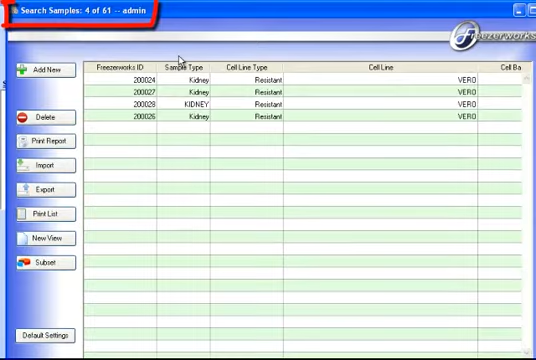 Search Samples: 4 of 61 -- admin
Freezerworks
Add New
Delete
Print Report
Import
Export
Print List
New View
Subset
Default Settings
Freezerworks ID Sample Type Cell Line Type Cell Line Cell Ba
200024 Kidney Resistant VERO
200027 Kidney Resistant VERO
200028 KIDNEY Resistant VERO
200026 Kidney Resistant VERO